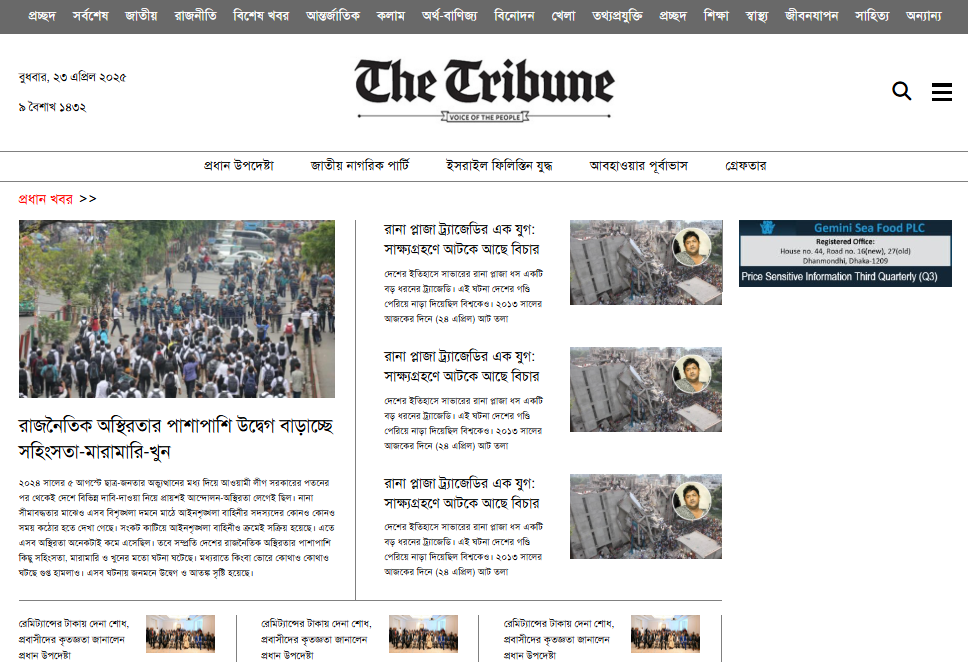 প্রচ্ছদ সর্বশেষ জাতীয় রাজনীতি বিশেষ খবর আন্তর্জাতিক কলাম অর্থ-বাণিজ্য বিনোদন খেলা তথ্যপ্রযুক্তি প্রচ্ছদ শিক্ষা স্বাস্থ্য জীবনযাপন সাহিত্য অন্যান্য
বুধবার, ২৩ এপ্রিল ২০২৫
৯ বৈশাখ ১৪৩২
The Tribune
VOICE OF THE PEOPLE
প্রধান উপদেষ্টা জাতীয় নাগরিক পার্টি ইসরাইল ফিলিস্তিন যুদ্ধ আবহাওয়ার পূর্বাভাস গ্রেফতার
প্রধান খবর >>
রাজনৈতিক অস্থিরতার পাশাপাশি উদ্বেগ বাড়াচ্ছে
সহিংসতা-মারামারি-খুন
২০২৪ সালের ৫ আগস্টে ছাত্র-জনতার অভ্যুত্থানের মধ্য দিয়ে আওয়ামী লীগ সরকারের পতনের
পর থেকেই দেশে বিভিন্ন দাবি-দাওয়া নিয়ে প্রায়শই আন্দোলন-অস্থিরতা লেগেই ছিল। নানা
সীমাবদ্ধতার মাঝেও এসব বিশৃঙ্খলা দমনে মাঠে আইনশৃঙ্খলা বাহিনীর সদস্যদের কোনও কোনও
সময় কঠোর হতে দেখা গেছে। সংকট কাটিয়ে আইনশৃঙ্খলা বাহিনীও ক্রমেই সক্রিয় হয়েছে। এতে
এসব অস্থিরতা অনেকটাই কমে এসেছিল। তবে সম্প্রতি দেশের রাজনৈতিক অস্থিরতার পাশাপাশি
কিছু সহিংসতা, মারামারি ও খুনের মতো ঘটনা ঘটেছে। মধ্যরাতে কিংবা ভোরে কোথাও কোথাও
ঘটছে গুপ্ত হামলাও। এসব ঘটনায় জনমনে উদ্বেগ ও আতঙ্ক সৃষ্টি হয়েছে।
রানা প্লাজা ট্র্যাজেডির এক যুগ:
সাক্ষ্যগ্রহণে আটকে আছে বিচার
দেশের ইতিহাসে সাভারের রানা প্লাজা ধস একটি
বড় ধরনের ট্র্যাজেডি। এই ঘটনা দেশের গণ্ডি
পেরিয়ে নাড়া দিয়েছিল বিশ্বকেও। ২০১৩ সালের
আজকের দিনে (২৪ এপ্রিল) আট তলা
রানা প্লাজা ট্র্যাজেডির এক যুগ:
সাক্ষ্যগ্রহণে আটকে আছে বিচার
দেশের ইতিহাসে সাভারের রানা প্লাজা ধস একটি
বড় ধরনের ট্র্যাজেডি। এই ঘটনা দেশের গণ্ডি
পেরিয়ে নাড়া দিয়েছিল বিশ্বকেও। ২০১৩ সালের
আজকের দিনে (২৪ এপ্রিল) আট তলা
রানা প্লাজা ট্র্যাজেডির এক যুগ:
সাক্ষ্যগ্রহণে আটকে আছে বিচার
দেশের ইতিহাসে সাভারের রানা প্লাজা ধস একটি
বড় ধরনের ট্র্যাজেডি। এই ঘটনা দেশের গণ্ডি
পেরিয়ে নাড়া দিয়েছিল বিশ্বকেও। ২০১৩ সালের
আজকের দিনে (২৪ এপ্রিল) আট তলা
Gemini Sea Food PLC
Registered Office:
House no. 44, Road no. 16(new), 27(old)
Dhanmondhi, Dhaka-1209
Price Sensitive Information Third Quarterly (Q3)
রেমিট্যান্সের টাকায় দেনা শোধ,
প্রবাসীদের কৃতজ্ঞতা জানালেন
প্রধান উপদেষ্টা
রেমিট্যান্সের টাকায় দেনা শোধ,
প্রবাসীদের কৃতজ্ঞতা জানালেন
প্রধান উপদেষ্টা
রেমিট্যান্সের টাকায় দেনা শোধ,
প্রবাসীদের কৃতজ্ঞতা জানালেন
প্রধান উপদেষ্টা